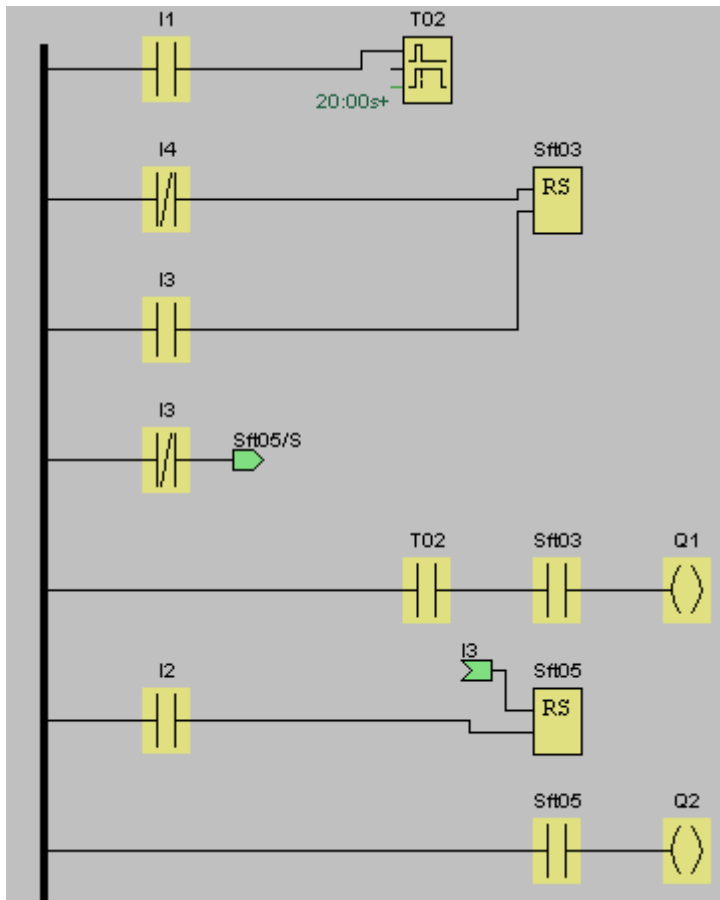 I1 T02
20:00s+
I4 Sft03
RS
I3
I3
Sft05/S
T02 Sft03 Q1
I3
I2 Sft05
RS
Sft05 Q2